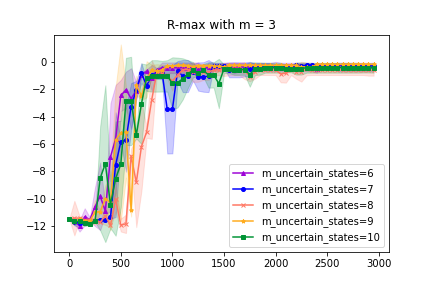 R-max with m = 3
0
−2
−4
−6
−8
−10
−12
m_uncertain_states=6
m_uncertain_states=7
m_uncertain_states=8
m_uncertain_states=9
m_uncertain_states=10
0 500 1000 1500 2000 2500 3000